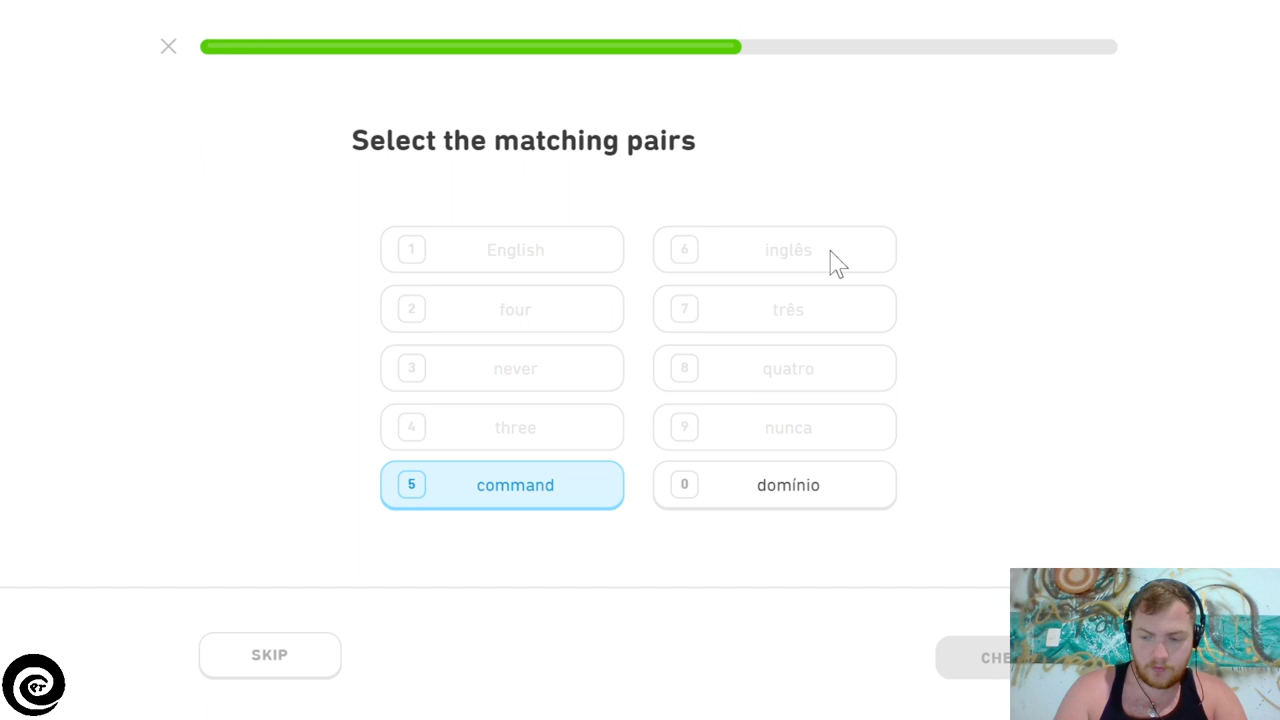 Select the matching pairs
1 English
6 inglês
2 four
7 três
3 never
8 quatro
4 three
9 nunca
5 command
0 domínio
SKIP
CHE